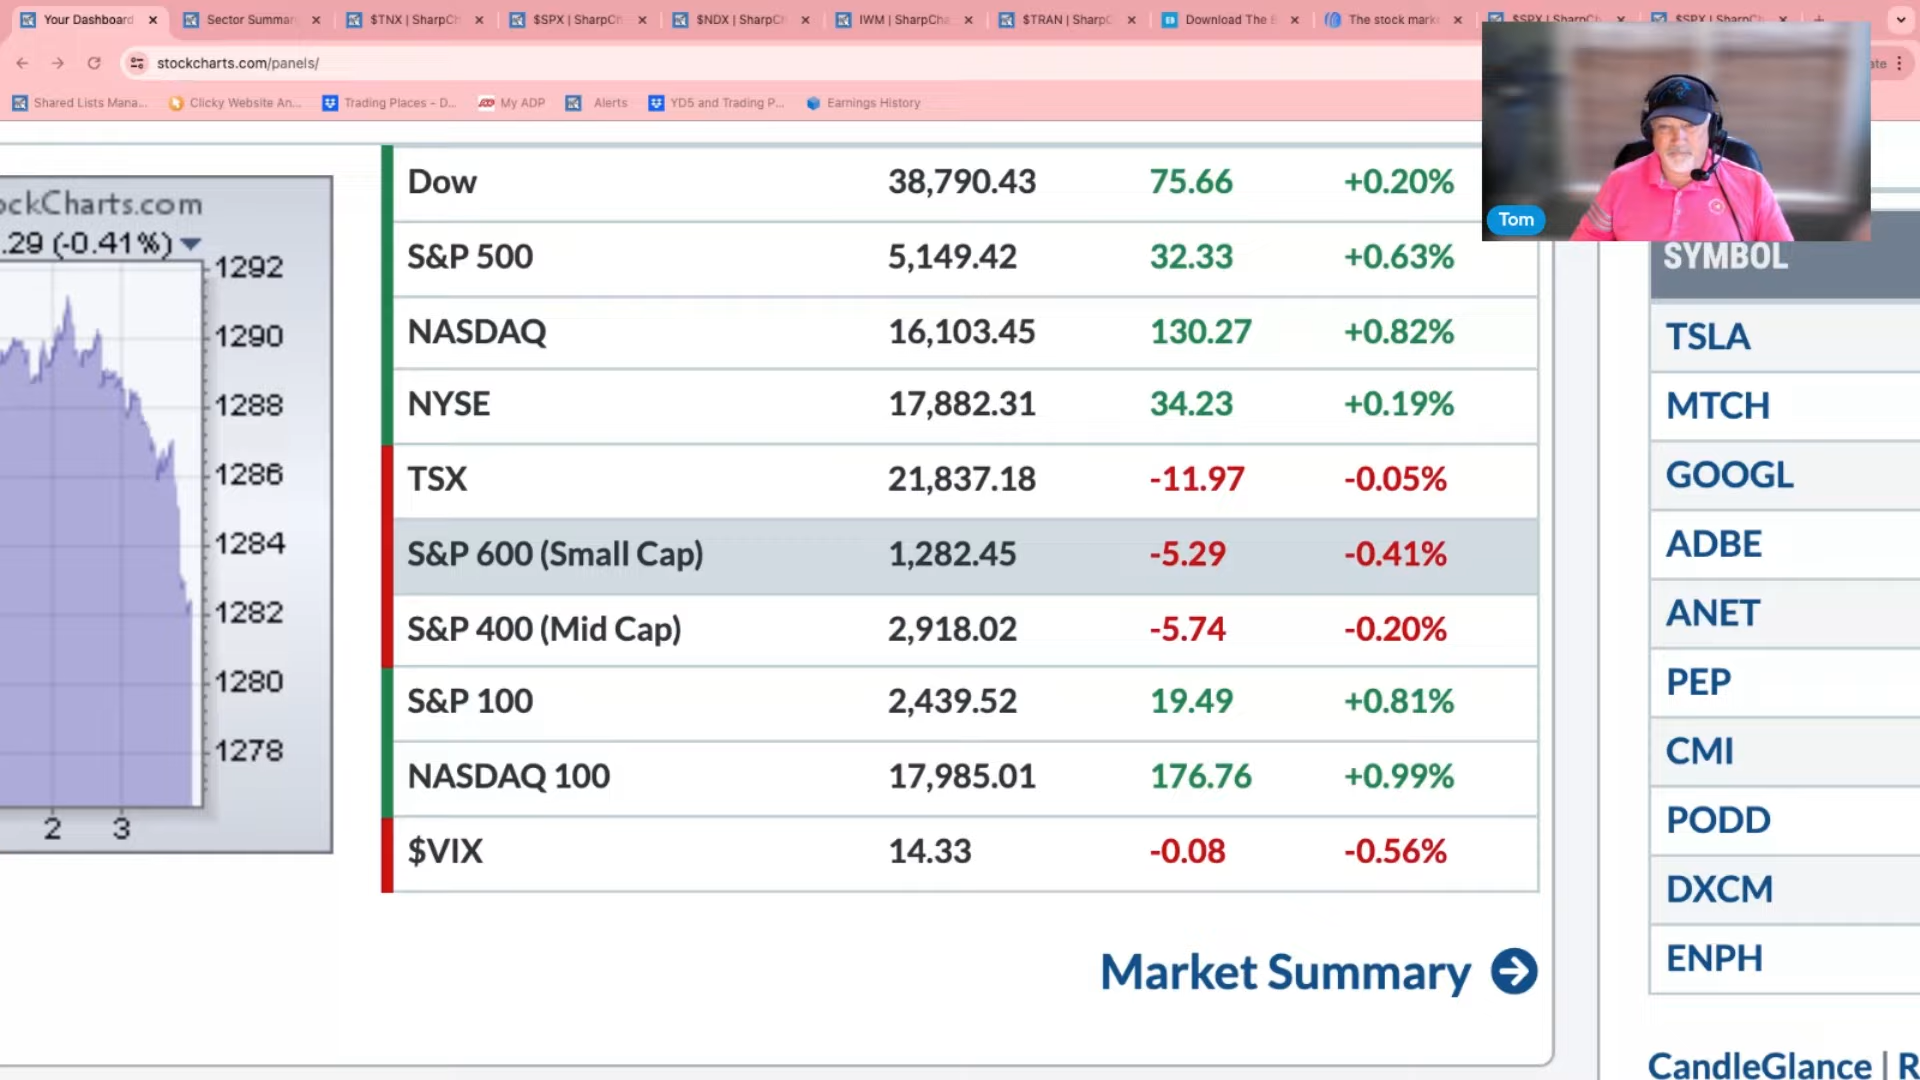 Your Dashboard
Sector Summar
$TNX | SharpCh
$SPX | SharpCh
$NDX | SharpCh
IWM | SharpCha
$TRAN | SharpC
Download The E
The stock mark
$SPX | SharpCh
$SPX | SharpCh
stockcharts.com/panels/
ate
Shared Lists Mana...
Clicky Website An...
Trading Places - D...
My ADP
Alerts
YD5 and Trading P...
Earnings History
Tom
ockCharts.com
.29 (-0.41%)
1292
1290
1288
1286
1284
1282
1280
1278
2 3
Dow 38,790.43 75.66 +0.20%
S&P 500 5,149.42 32.33 +0.63%
NASDAQ 16,103.45 130.27 +0.82%
NYSE 17,882.31 34.23 +0.19%
TSX 21,837.18 -11.97 -0.05%
S&P 600 (Small Cap) 1,282.45 -5.29 -0.41%
S&P 400 (Mid Cap) 2,918.02 -5.74 -0.20%
S&P 100 2,439.52 19.49 +0.81%
NASDAQ 100 17,985.01 176.76 +0.99%
$VIX 14.33 -0.08 -0.56%
Market Summary
SYMBOL
TSLA
MTCH
GOOGL
ADBE
ANET
PEP
CMI
PODD
DXCM
ENPH
CandleGlance | R